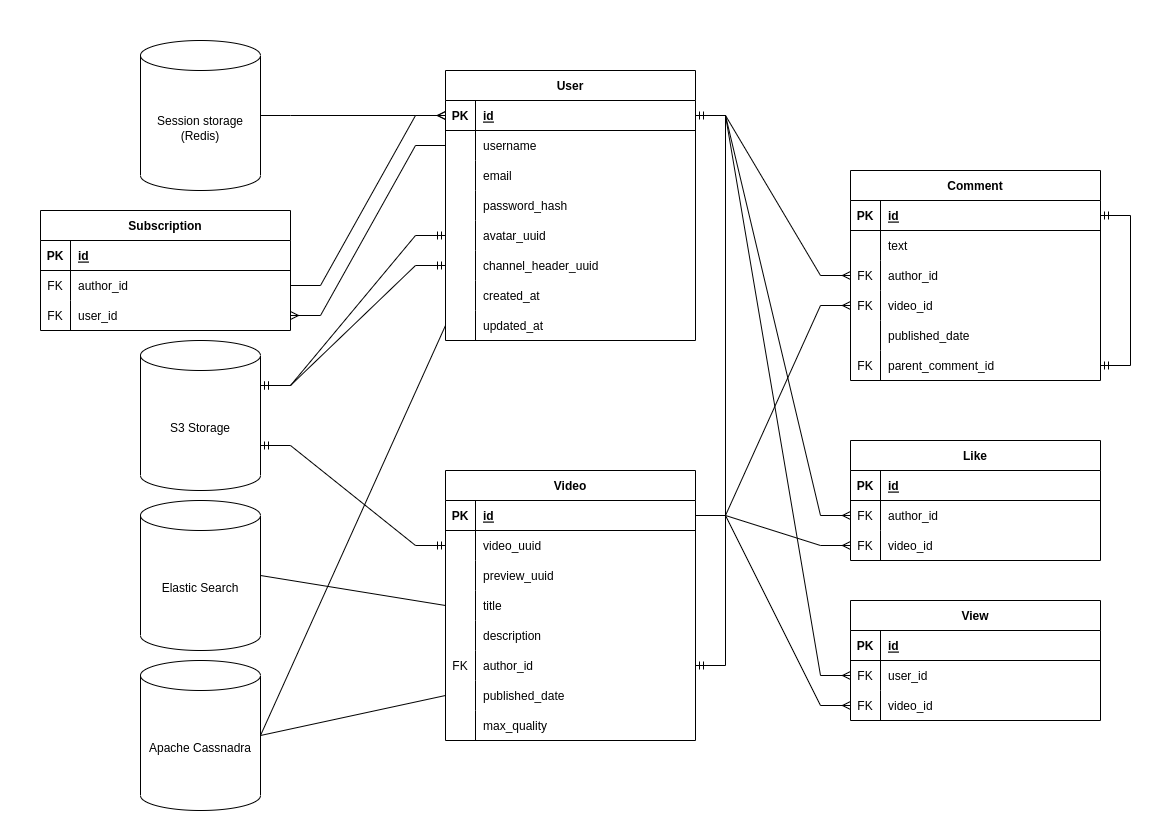 Session storage
(Redis)
Subscription
PK id
FK author_id
FK user_id
S3 Storage
Elastic Search
Apache Cassnadra
User
PK id
username
email
password_hash
avatar_uuid
channel_header_uuid
created_at
updated_at
Video
PK id
video_uuid
preview_uuid
title
description
FK author_id
published_date
max_quality
Comment
PK id
text
FK author_id
FK video_id
published_date
FK parent_comment_id
Like
PK id
FK author_id
FK video_id
View
PK id
FK user_id
FK video_id